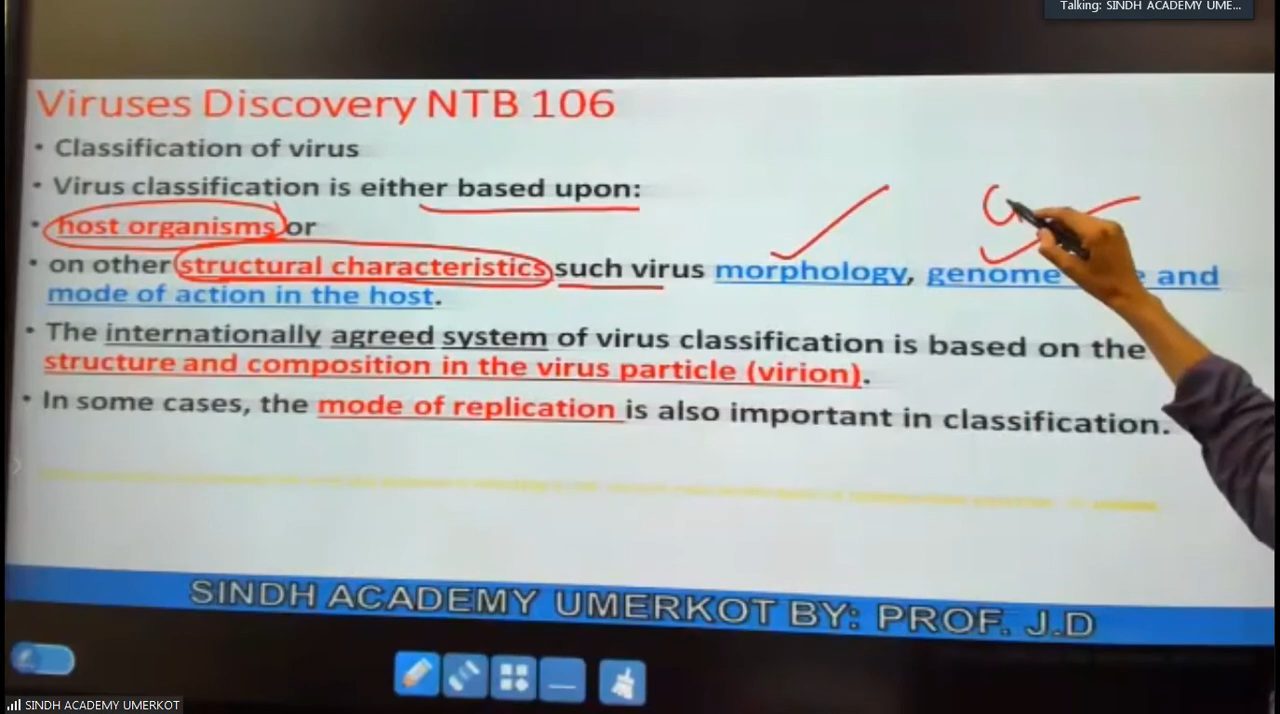 Talking: SINDH ACADEMY UME...
Viruses Discovery NTB 106
• Classification of virus
• Virus classification is either based upon:
• host organisms or
• on other structural characteristics such virus morphology, genome and
mode of action in the host.
• The internationally agreed system of virus classification is based on the
structure and composition in the virus particle (virion).
• In some cases, the mode of replication is also important in classification.
SINDH ACADEMY UMERKOT BY: PROF. J.D
SINDH ACADEMY UMERKOT